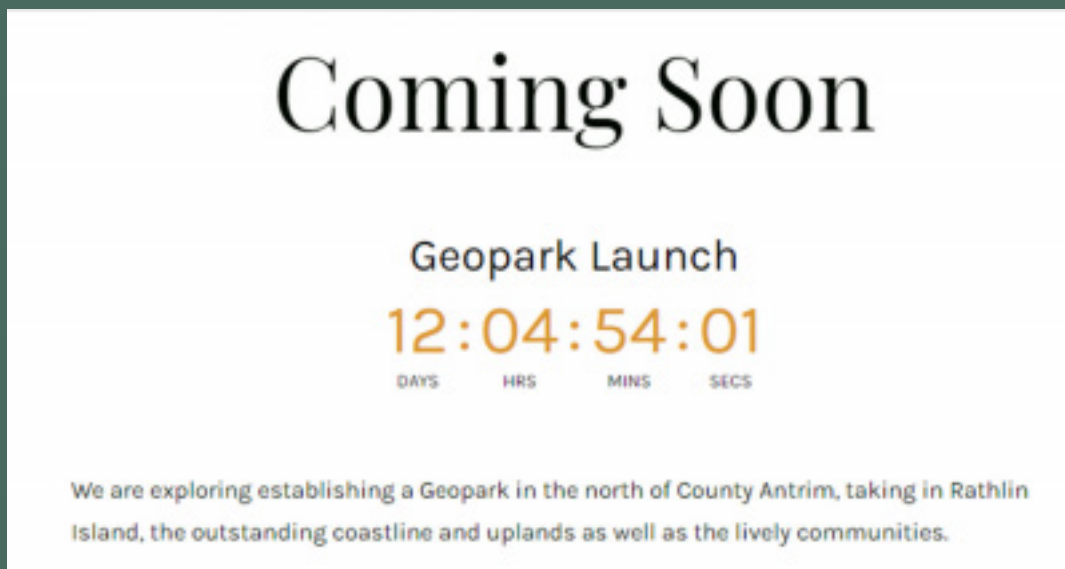 Coming Soon
Geopark Launch
12 : 04 : 54 : 01
DAYS HRS MINS SECS
We are exploring establishing a Geopark in the north of County Antrim, taking in Rathlin
Island, the outstanding coastline and uplands as well as the lively communities.